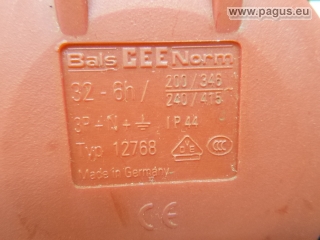 www.pagus.eu
Bals CEE Norm
32 - 6h / 200/346
240/415
3P + N + ⏚ IP 44
Typ 12768
Made in Germany
CE